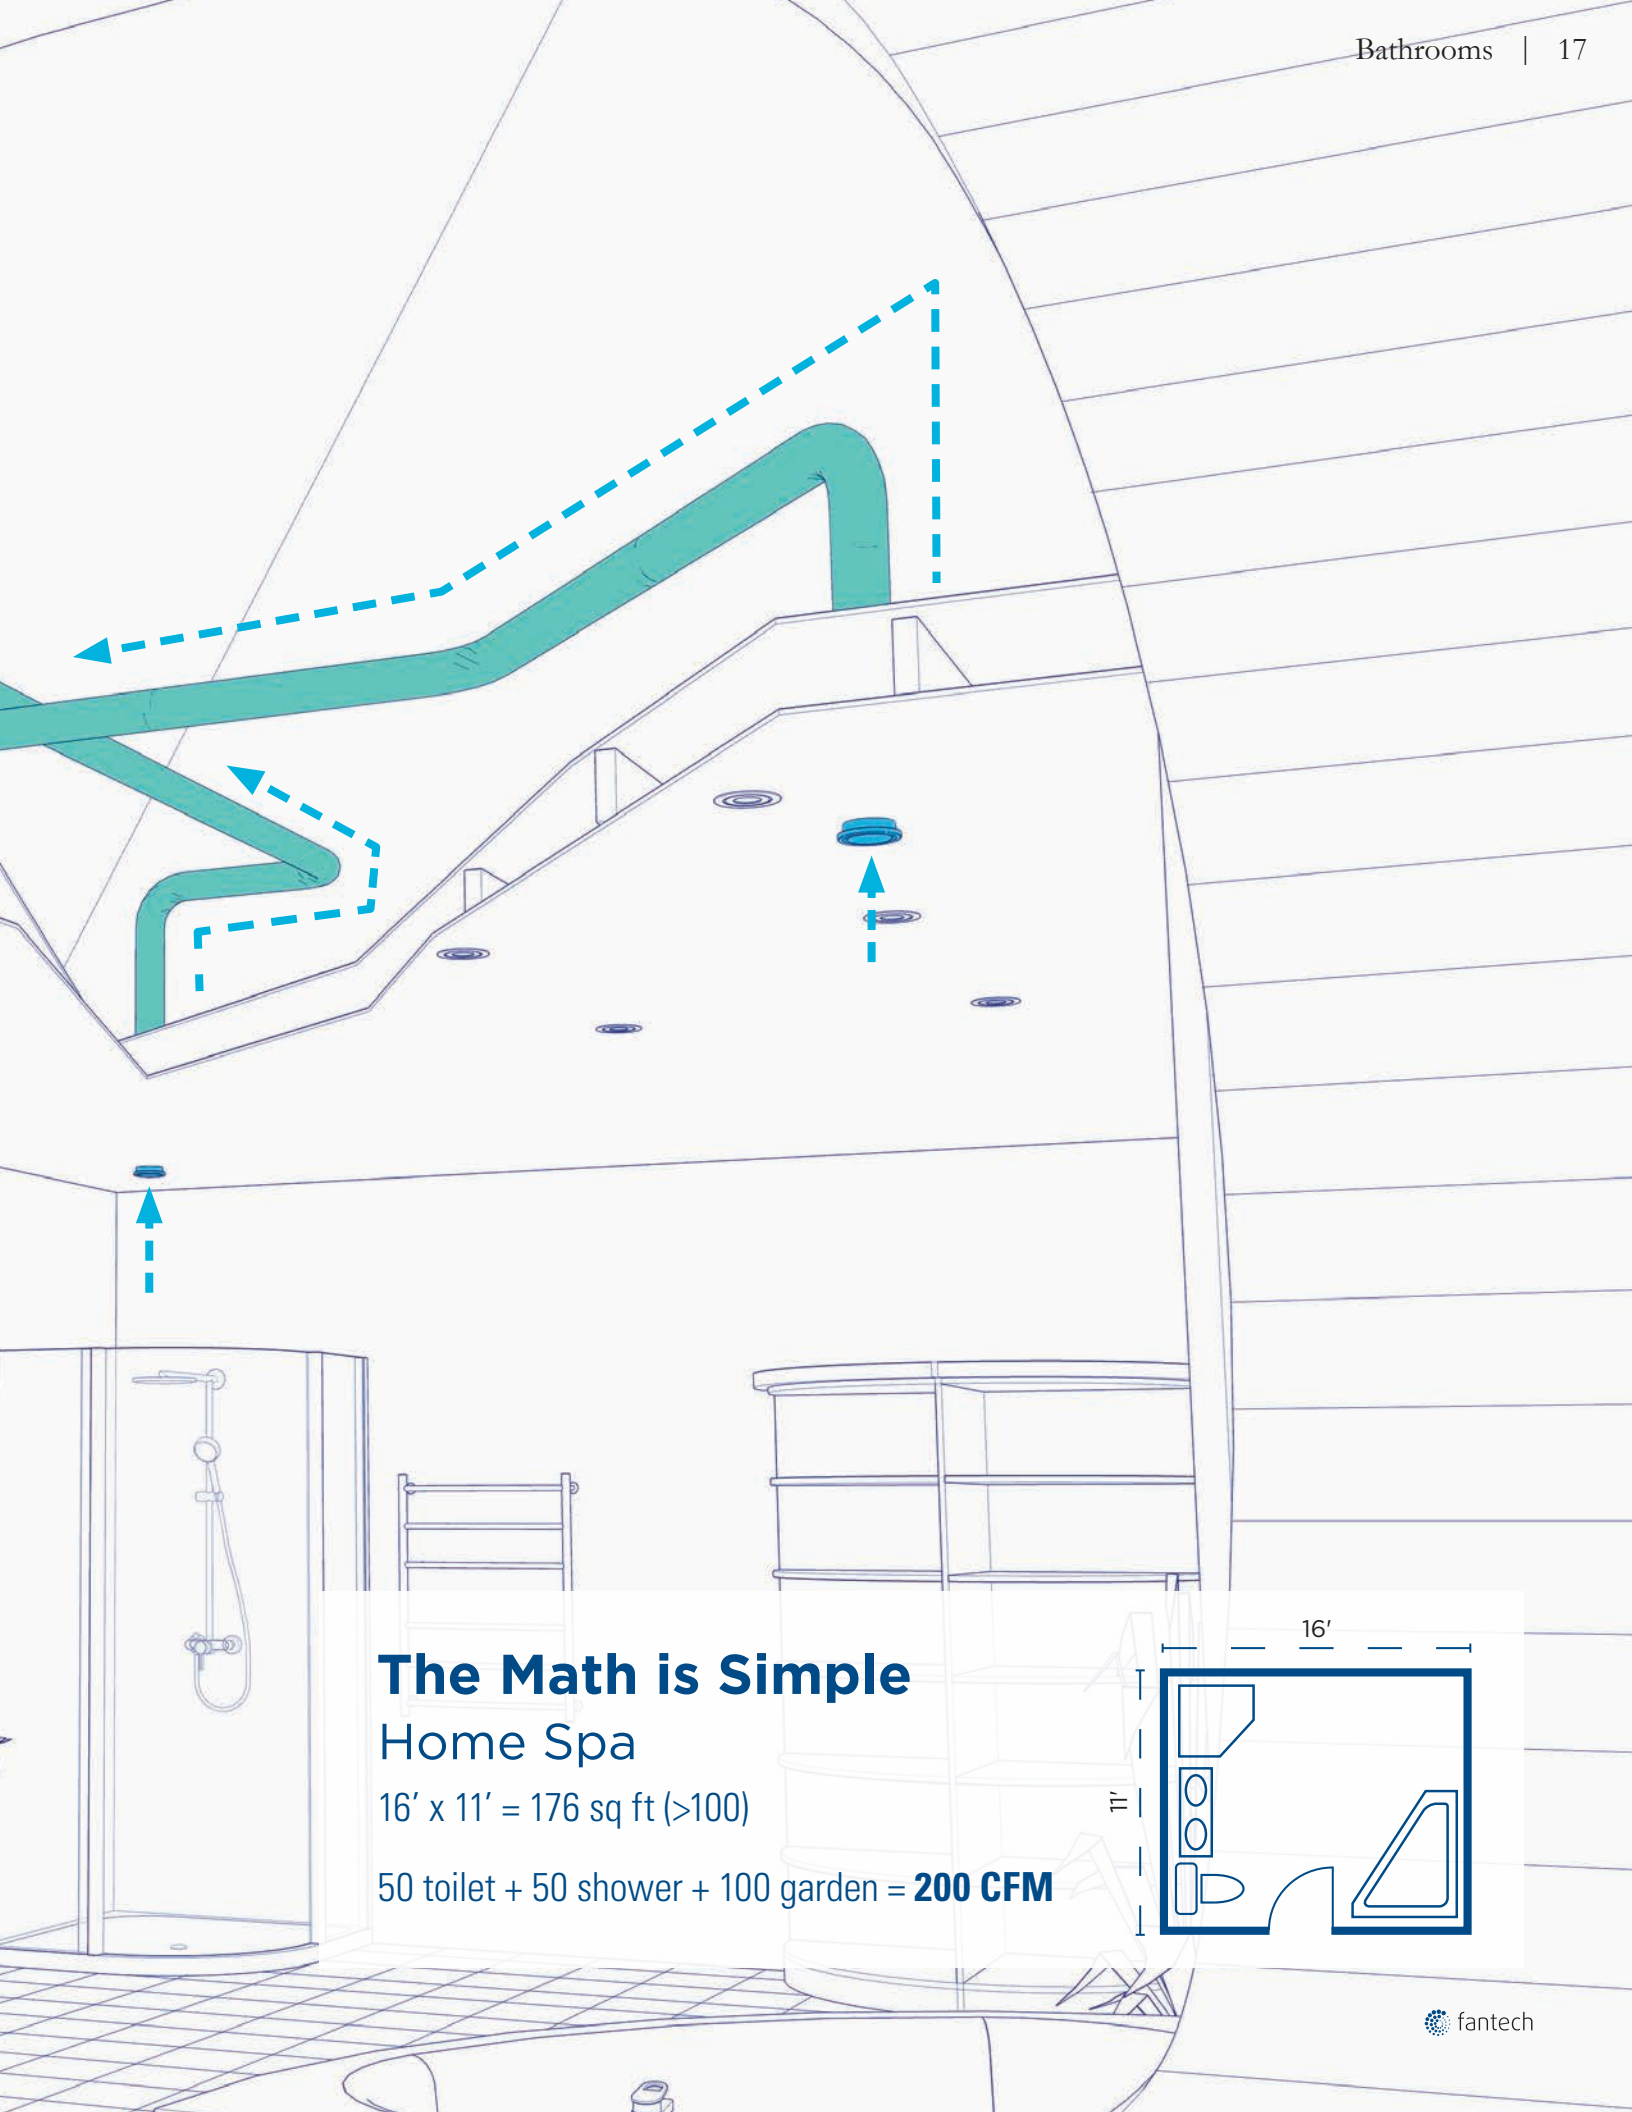 Bathrooms | 17
The Math is Simple
Home Spa
16′ x 11′ = 176 sq ft (>100)
50 toilet + 50 shower + 100 garden = 200 CFM
16′
11′
fantech